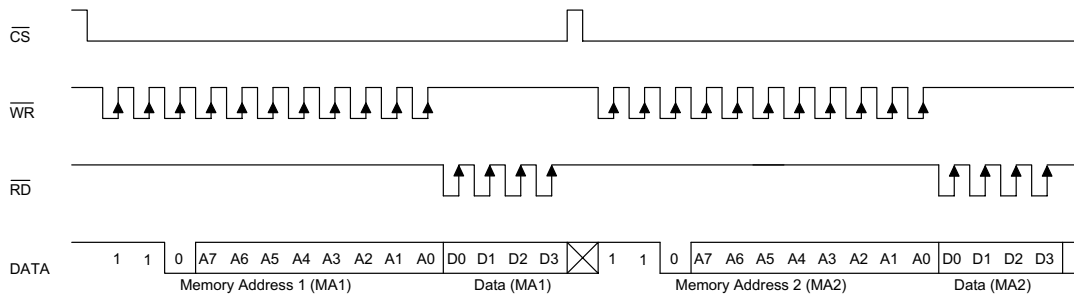 CS
WR
RD
DATA 1 1 0 A7 A6 A5 A4 A3 A2 A1 A0 D0 D1 D2 D3 1 1 0 A7 A6 A5 A4 A3 A2 A1 A0 D0 D1 D2 D3
Memory Address 1 (MA1) Data (MA1) Memory Address 2 (MA2) Data (MA2)